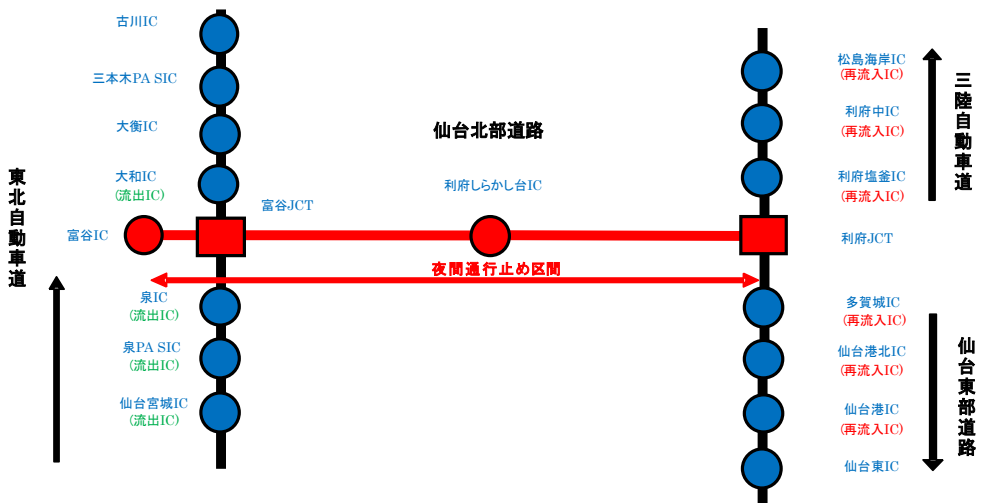 古川IC
三本木PA SIC
大衡IC
大和IC
(流出IC)
富谷IC
富谷JCT
泉IC
(流出IC)
泉PA SIC
(流出IC)
仙台宮城IC
(流出IC)
東北自動車道
仙台北部道路
利府しらかし台IC
夜間通行止め区間
松島海岸IC
(再流入IC)
利府中IC
(再流入IC)
利府塩釜IC
(再流入IC)
利府JCT
多賀城IC
(再流入IC)
仙台港北IC
(再流入IC)
仙台港IC
(再流入IC)
仙台東IC
三陸自動車道
仙台東部道路